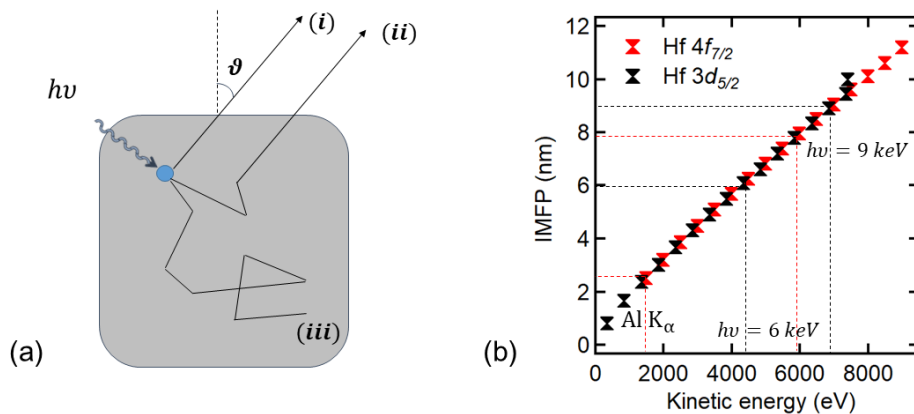 (i)
(ii)
ϑ
hυ
(iii)
(a)
Hf 4f7/2
Hf 3d5/2
12
10
8
6
4
2
0
IMFP (nm)
hυ = 9 keV
Al Kα
hυ = 6 keV
0 2000 4000 6000 8000
Kinetic energy (eV)
(b)